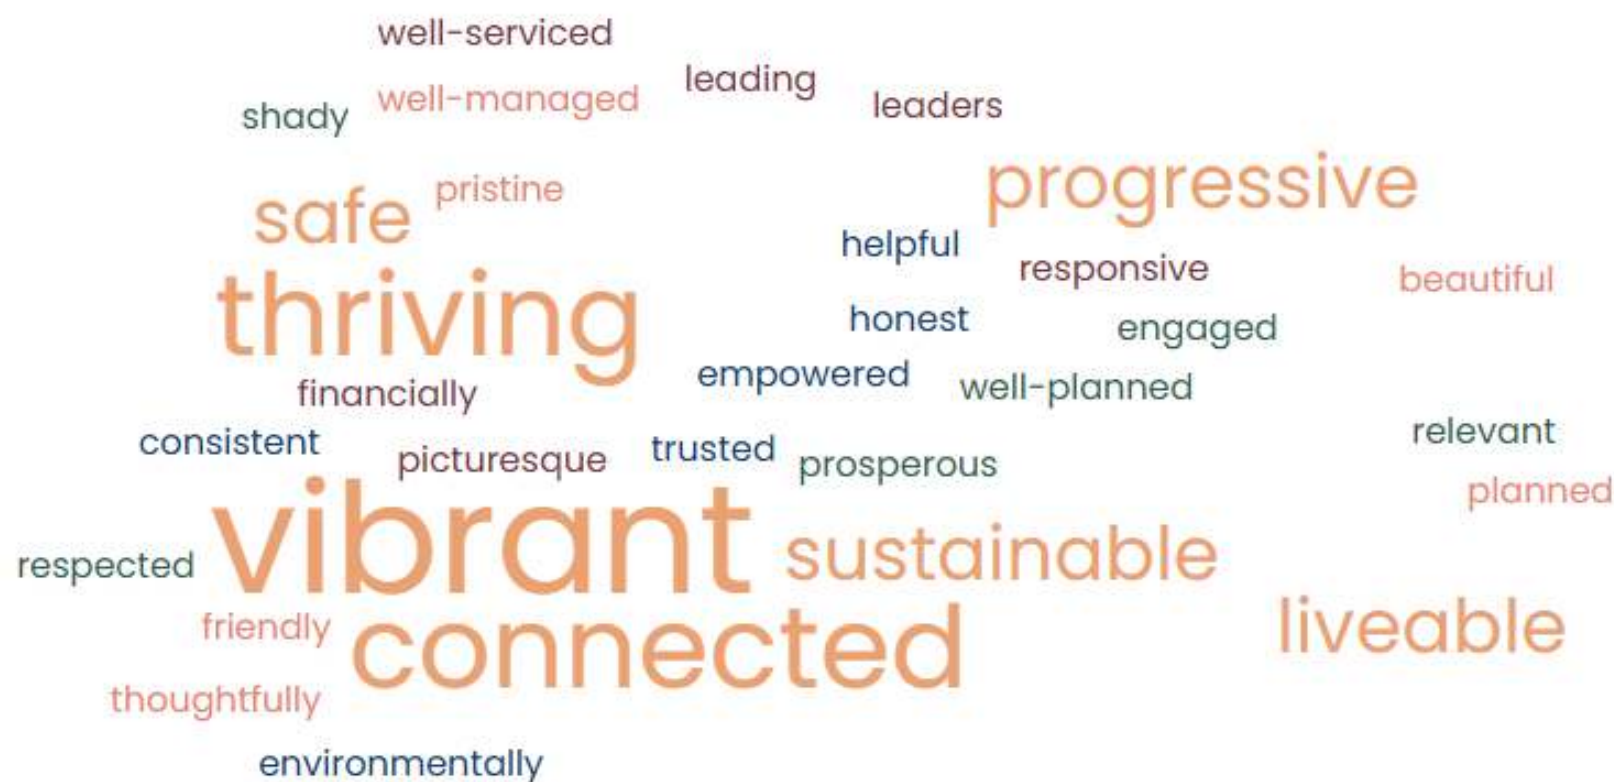 well-serviced
leading
well-managed
leaders
shady
progressive
pristine
safe
helpful
responsive
beautiful
thriving
honest
engaged
empowered
well-planned
financially
relevant
consistent
trusted
picturesque
prosperous
planned
vibrant
sustainable
respected
friendly
liveable
connected
thoughtfully
environmentally